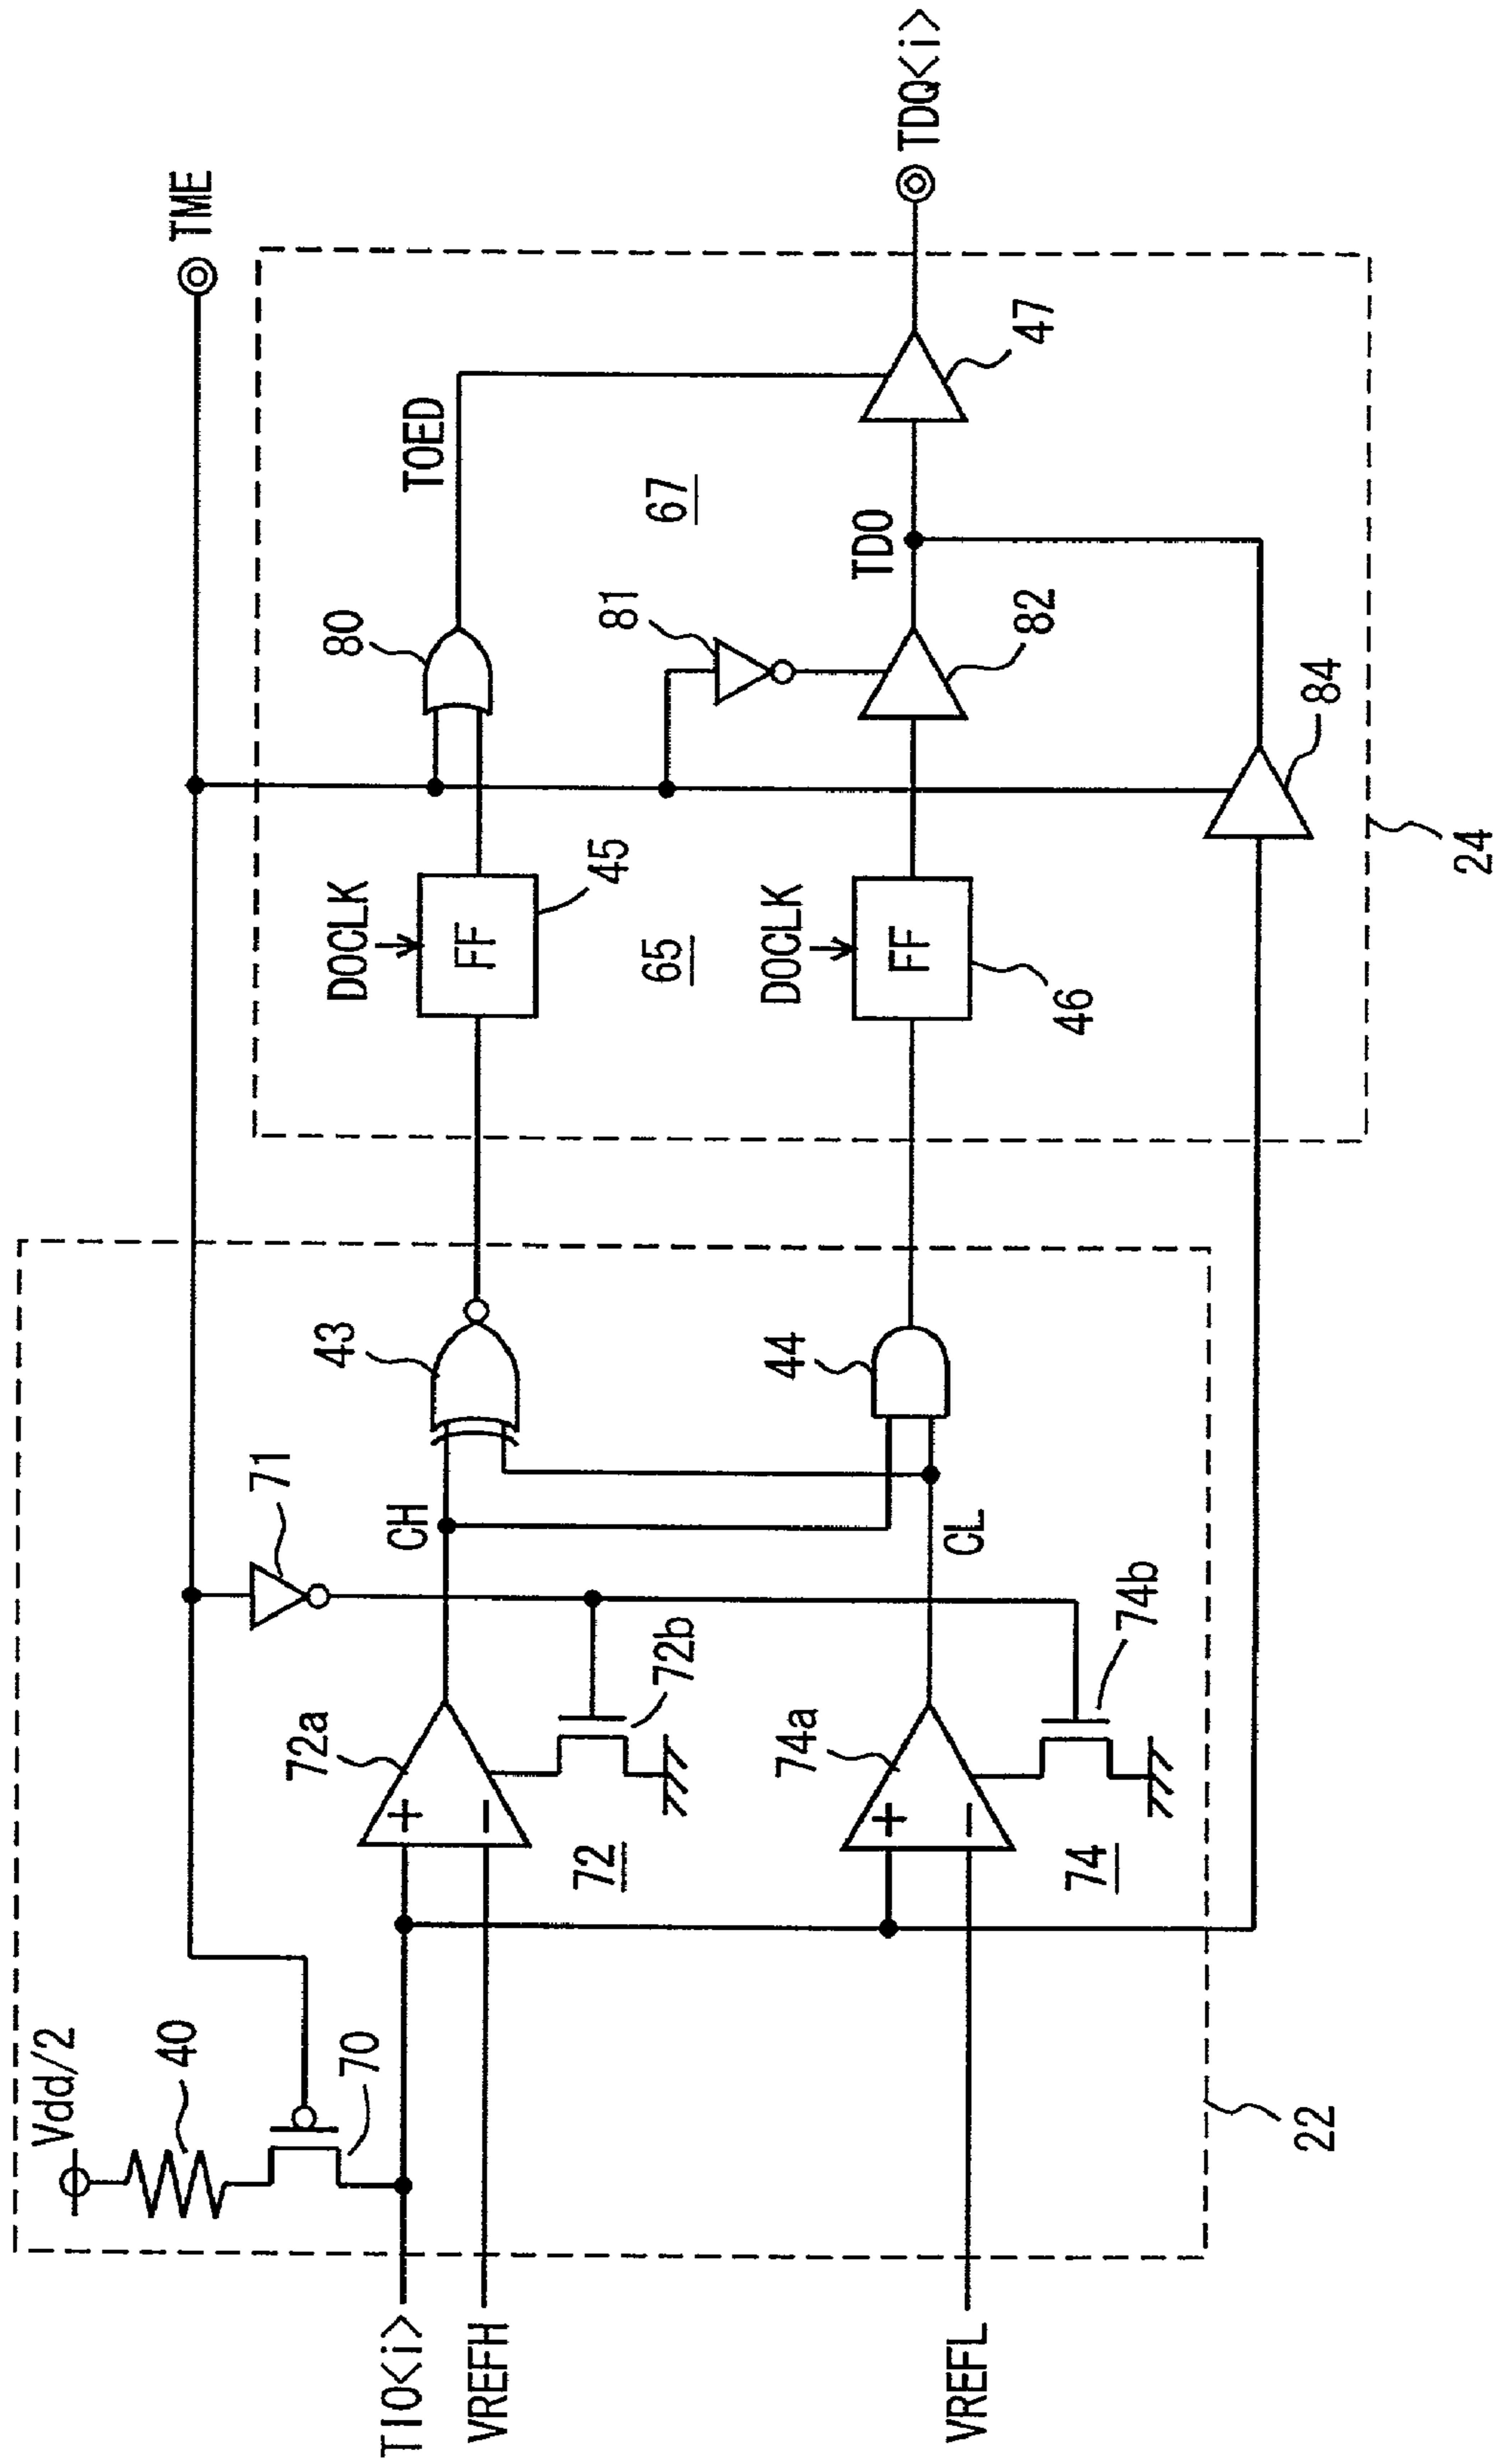 Vdd/2
40
70
TIO<i>
VREFH
VREFL
72a
72
72b
74a
74
74b
71
CH
CL
43
44
22
TME
DOCLK
FF
45
65
DOCLK
FF
46
80
81
82
84
TOED
67
TDO
47
24
TDQ<i>